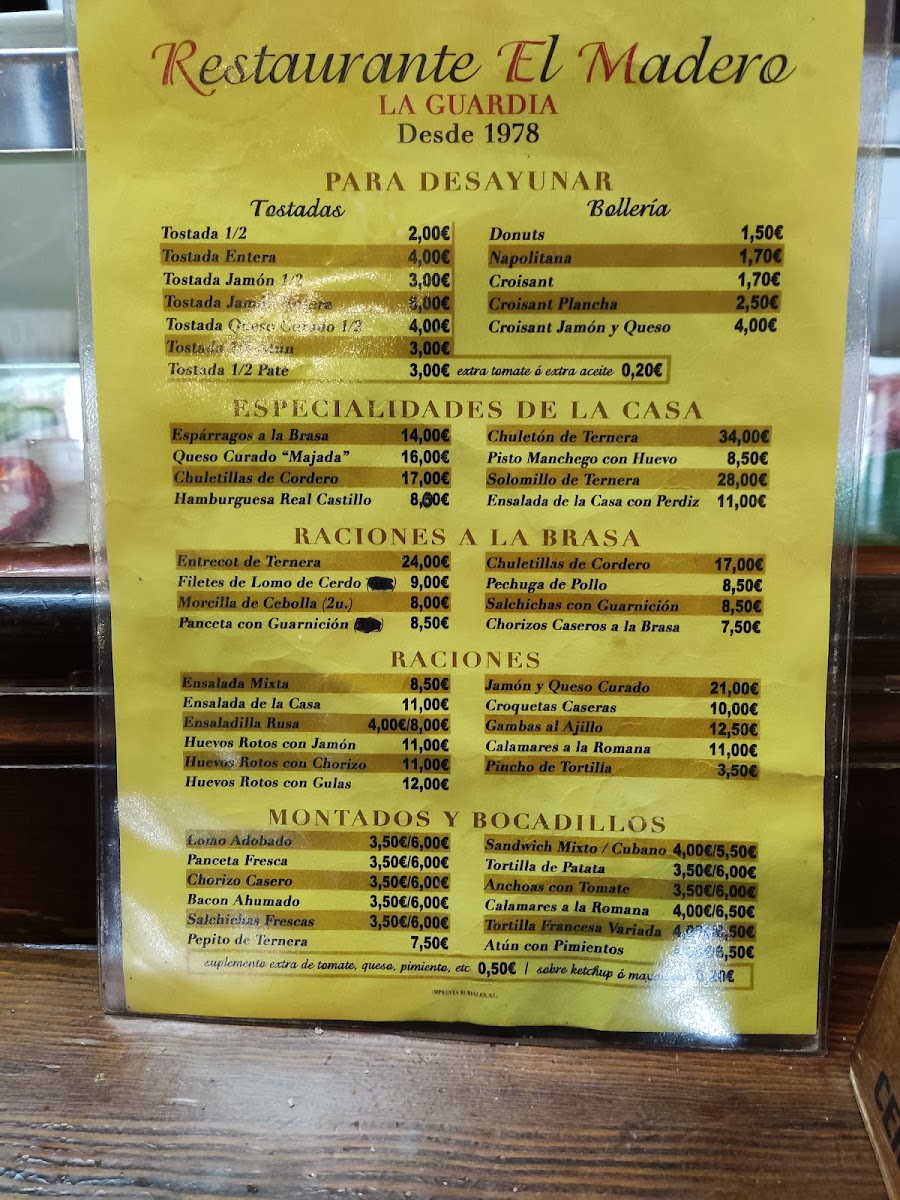 Restaurante El Madero
LA GUARDIA
Desde 1978
PARA DESAYUNAR
Tostadas
Tostada 1/2 2,00€
Tostada Entera 4,00€
Tostada Jamón 1/2 3,00€
Tostada Jamón Entera
Tostada Queso Curado 1/2 4,00€
Tostada 3,00€
Tostada 1/2 Paté 3,00€ extra tomate ó extra aceite 0,20€
Bollería
Donuts 1,50€
Napolitana 1,70€
Croisant 1,70€
Croisant Plancha 2,50€
Croisant Jamón y Queso 4,00€
ESPECIALIDADES DE LA CASA
Espárragos a la Brasa 14,00€
Queso Curado “Majada” 16,00€
Chuletillas de Cordero 17,00€
Hamburguesa Real Castillo
Chuletón de Ternera 34,00€
Pisto Manchego con Huevo 8,50€
Solomillo de Ternera 28,00€
Ensalada de la Casa con Perdiz 11,00€
RACIONES A LA BRASA
Entrecot de Ternera 24,00€
Filetes de Lomo de Cerdo 9,00€
Morcilla de Cebolla (2u.) 8,00€
Panceta con Guarnición 8,50€
Chuletillas de Cordero 17,00€
Pechuga de Pollo 8,50€
Salchichas con Guarnición 8,50€
Chorizos Caseros a la Brasa 7,50€
RACIONES
Ensalada Mixta 8,50€
Ensalada de la Casa 11,00€
Ensaladilla Rusa 4,00€/8,00€
Huevos Rotos con Jamón 11,00€
Huevos Rotos con Chorizo 11,00€
Huevos Rotos con Gulas 12,00€
Jamón y Queso Curado 21,00€
Croquetas Caseras 10,00€
Gambas al Ajillo 12,50€
Calamares a la Romana 11,00€
Pincho de Tortilla 3,50€
MONTADOS Y BOCADILLOS
Lomo Adobado 3,50€/6,00€
Panceta Fresca 3,50€/6,00€
Chorizo Casero 3,50€/6,00€
Bacon Ahumado 3,50€/6,00€
Salchichas Frescas 3,50€/6,00€
Pepito de Ternera 7,50€
Sandwich Mixto / Cubano 4,00€/5,50€
Tortilla de Patata 3,50€/6,00€
Anchoas con Tomate 3,50€/6,00€
Calamares a la Romana 4,00€/6,50€
Tortilla Francesa Variada
Atún con Pimientos
suplemento extra de tomate, queso, pimiento, etc 0,50€ | sobre ketchup ó 0,20€
IMPRENTA RUBIALES, S.L.